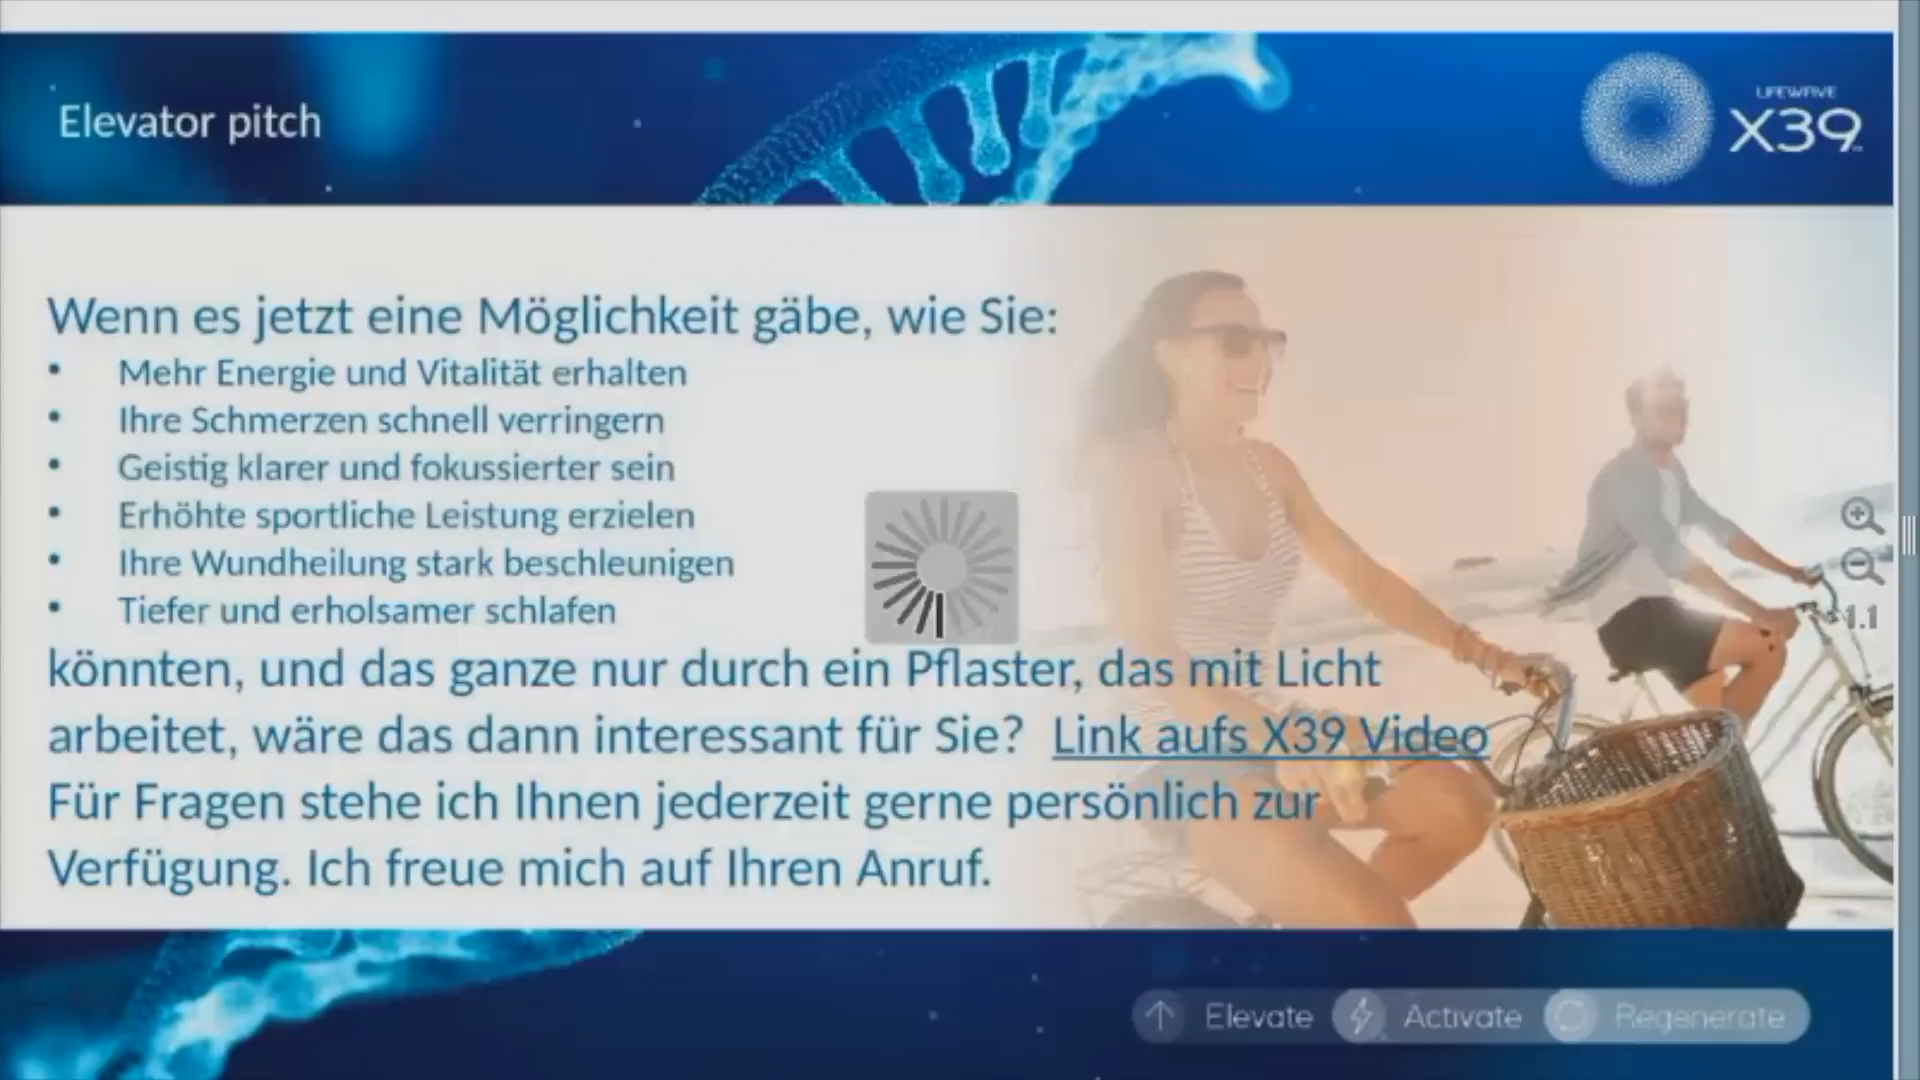 Elevator pitch
LIFEWAVE
X39
Wenn es jetzt eine Möglichkeit gäbe, wie Sie:
• Mehr Energie und Vitalität erhalten
• Ihre Schmerzen schnell verringern
• Geistig klarer und fokussierter sein
• Erhöhte sportliche Leistung erzielen
• Ihre Wundheilung stark beschleunigen
• Tiefer und erholsamer schlafen
könnten, und das ganze nur durch ein Pflaster, das mit Licht
arbeitet, wäre das dann interessant für Sie? Link aufs X39 Video
Für Fragen stehe ich Ihnen jederzeit gerne persönlich zur
Verfügung. Ich freue mich auf Ihren Anruf.
1:1
Elevate Activate Regenerate